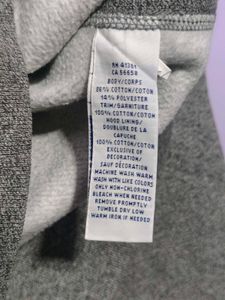 RN 41381
CA 56658
BODY/CORPS
86% COTTON/COTON
14% POLYESTER
TRIM/GARNITURE
100% COTTON/COTON
HOOD LINING/
DOUBLURE DE LA
CAPUCHE
100% COTTON/COTON
EXCLUSIVE OF
DECORATION/
SAUF DÉCORATION
MACHINE WASH WARM
WASH WITH LIKE COLORS
ONLY NON-CHLORINE
BLEACH WHEN NEEDED
REMOVE PROMPTLY
TUMBLE DRY LOW
WARM IRON IF NEEDED